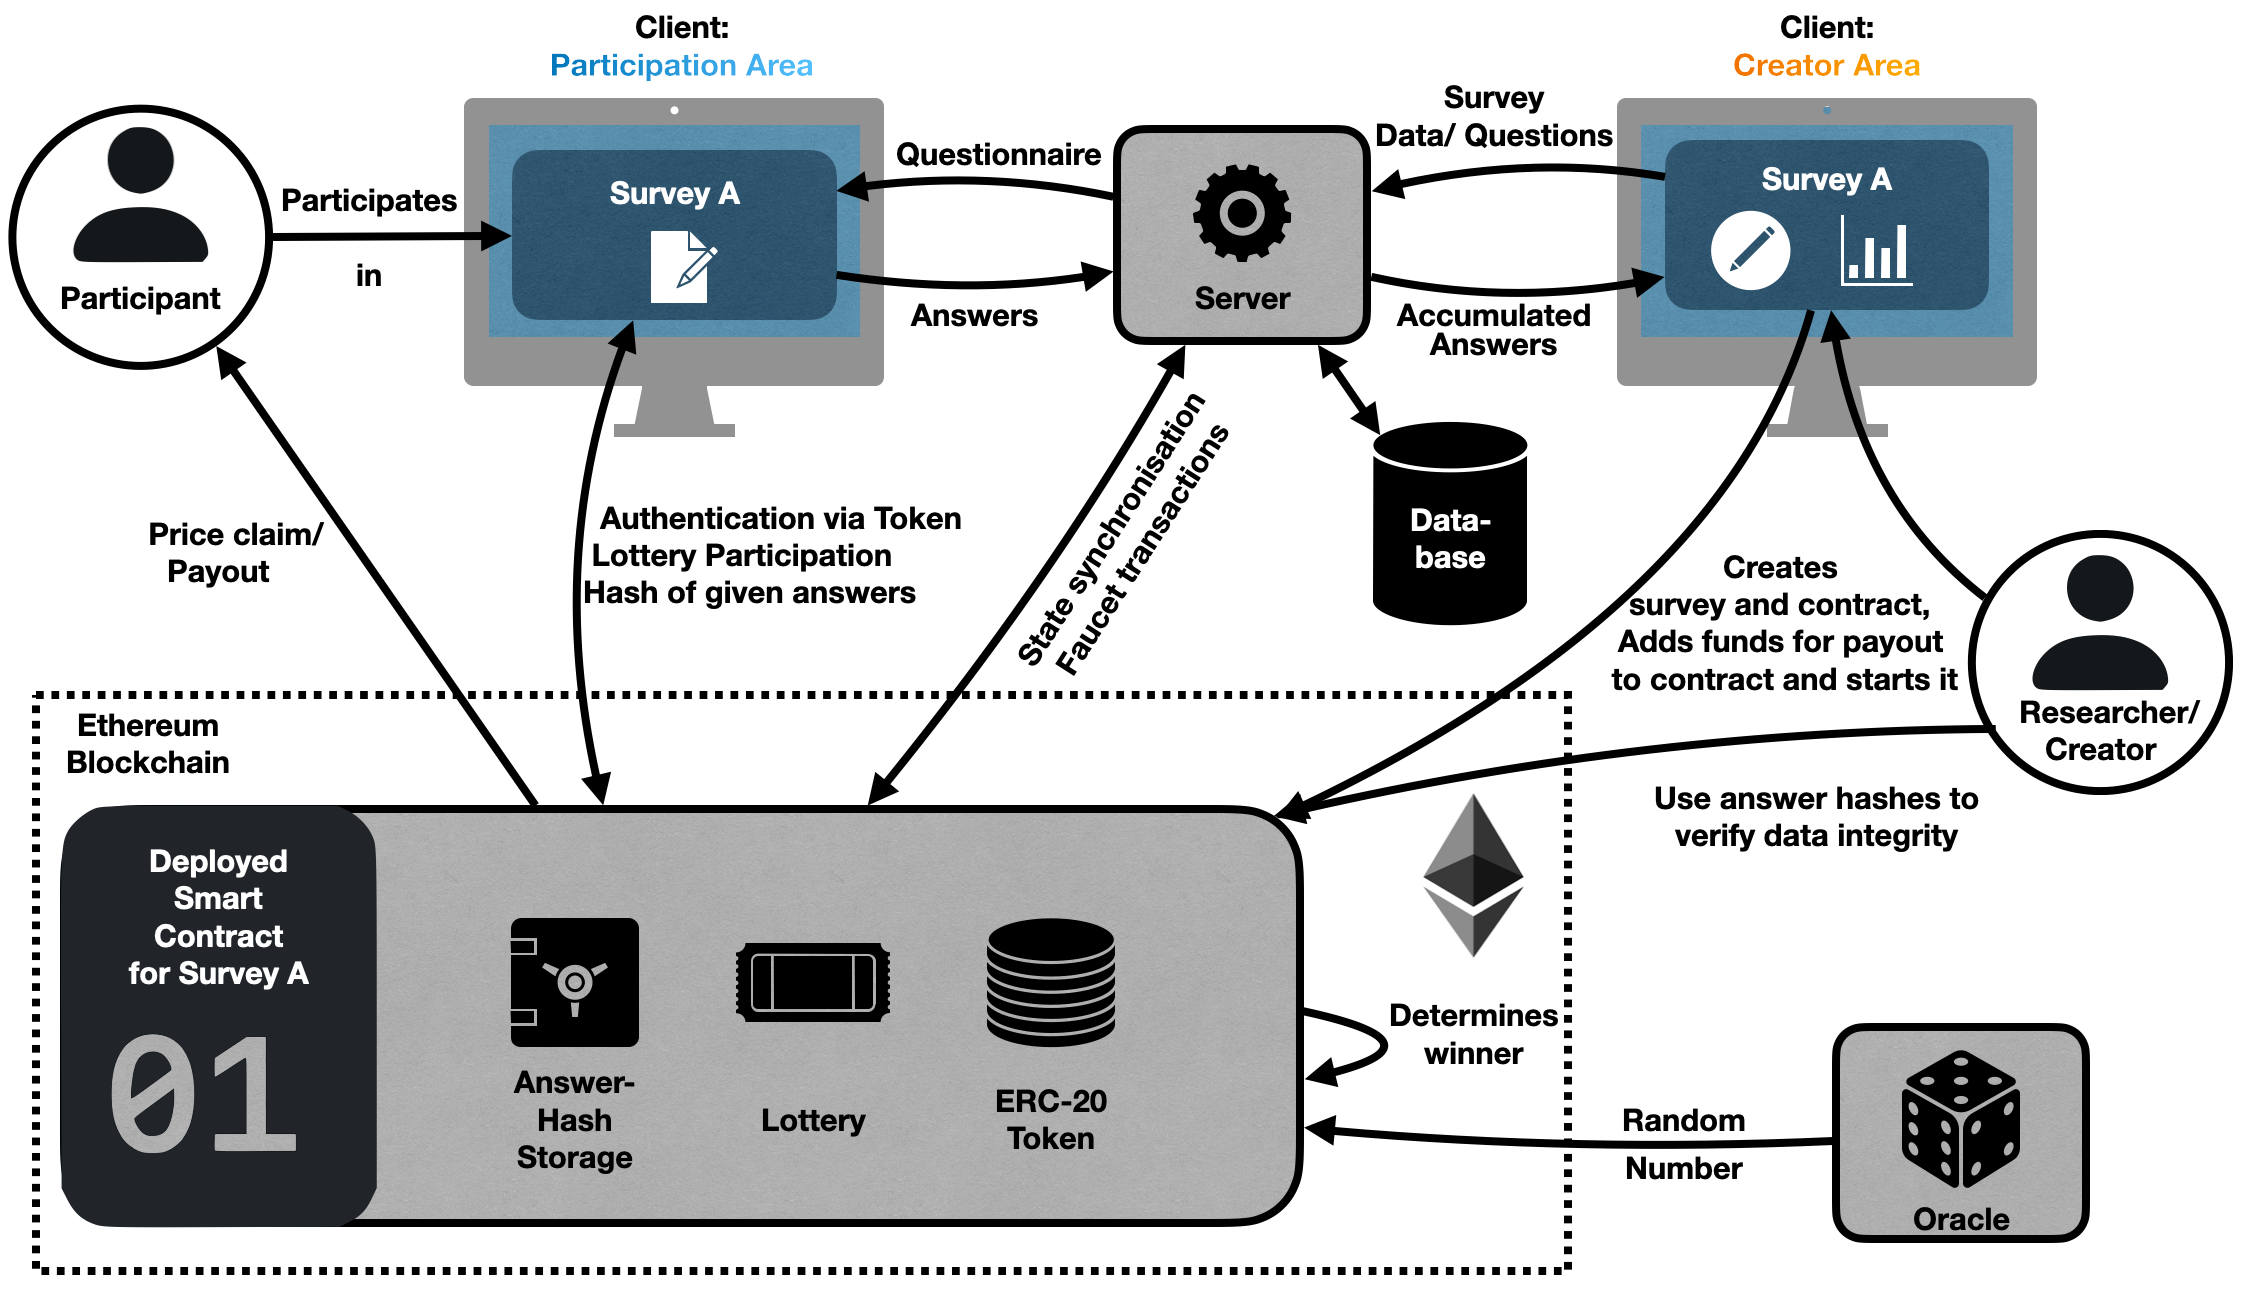 Client:
Participation Area
Client:
Creator Area
Survey
Data/ Questions
Questionnaire
Participates
in
Survey A
Survey A
Participant
Server
Answers
Accumulated
Answers
State synchronisation
Faucet transactions
Data-
base
Price claim/
Payout
Authentication via Token
Lottery Participation
Hash of given answers
Creates
survey and contract,
Adds funds for payout
to contract and starts it
Researcher/
Creator
Ethereum
Blockchain
Use answer hashes to
verify data integrity
Deployed
Smart
Contract
for Survey A
01
Answer-
Hash
Storage
Lottery
ERC-20
Token
Determines
winner
Random
Number
Oracle